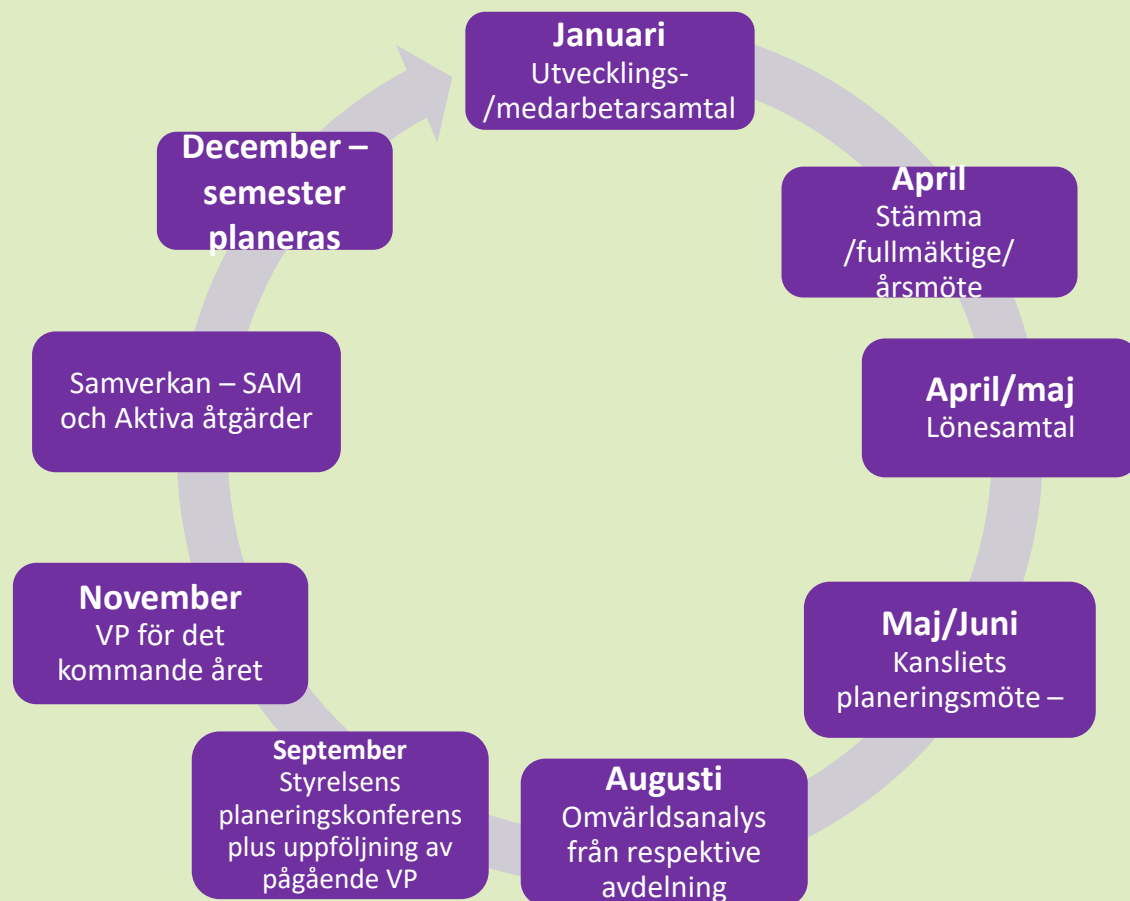 Januari
Utvecklings-
/medarbetarsamtal
April
Stämma
/fullmäktige/
årsmöte
April/maj
Lönesamtal
Maj/Juni
Kansliets
planeringsmöte –
Augusti
Omvärldsanalys
från respektive
avdelning
September
Styrelsens
planeringskonferens
plus uppföljning av
pågående VP
November
VP för det
kommande året
Samverkan – SAM
och Aktiva åtgärder
December –
semester
planeras